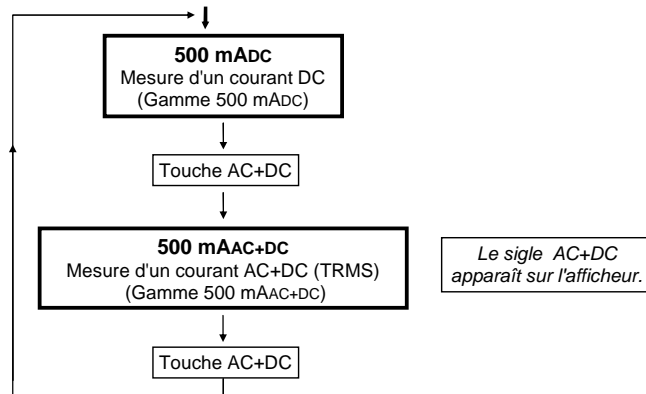 500 mADC
Mesure d'un courant DC
(Gamme 500 mADC)
Touche AC+DC
500 mAAC+DC
Mesure d'un courant AC+DC (TRMS)
(Gamme 500 mAAC+DC)
Le sigle AC+DC
apparaît sur l'afficheur.
Touche AC+DC